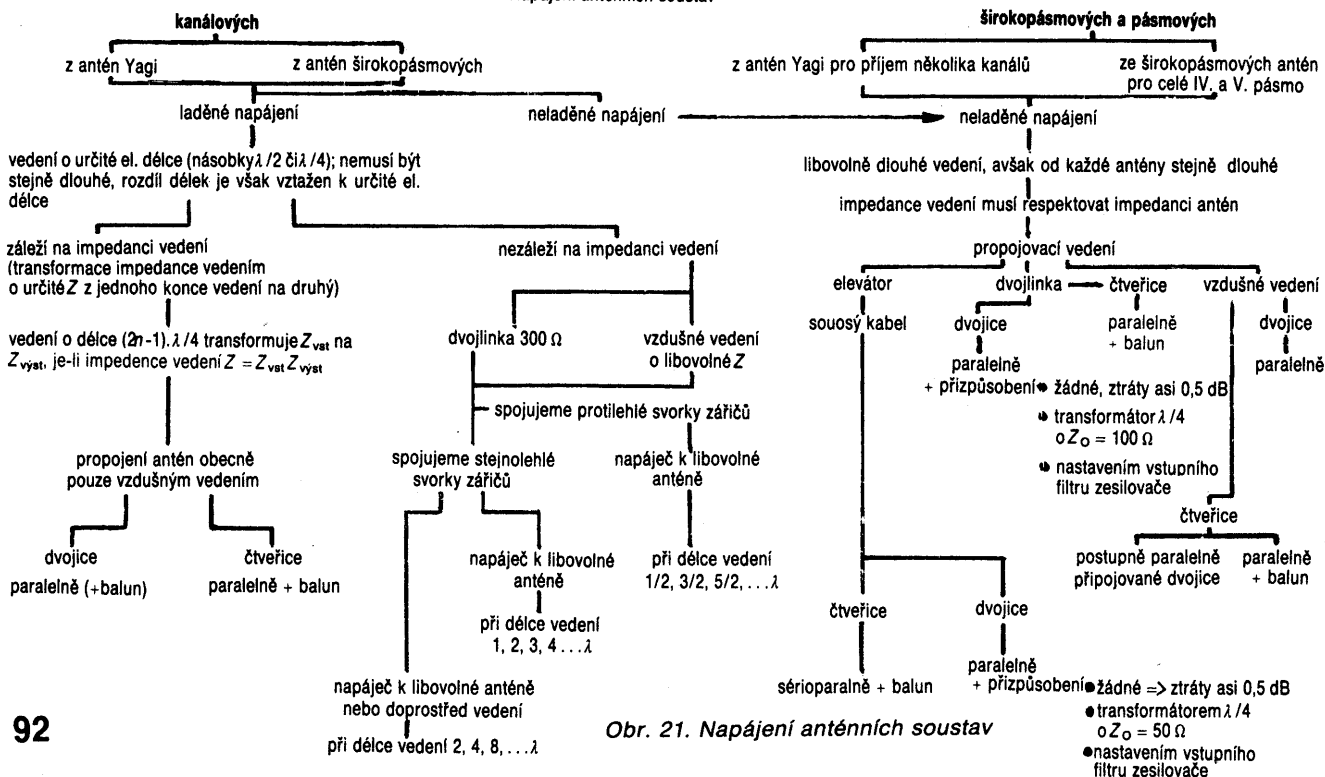 Napájení anténních soustav
kanálových
z antén Yagi
z antén širokopásmových
laděné napájení
neladěné napájení
vedení o určité el. délce (násobky λ/2 či λ/4); nemusí být
stejně dlouhé, rozdíl délek je však vztažen k určité el.
délce
záleží na impedanci vedení
(transformace impedance vedením
o určité Z z jednoho konce vedení na druhý)
nezáleží na impedanci vedení
vedení o délce (2n-1).λ/4 transformuje Zvst na
Zvýst, je-li impedence vedení Z = Zvst Zvýst
dvojlinka 300 Ω
vzdušné vedení
o libovolné Z
spojujeme protilehlé svorky zářičů
propojení antén obecně
pouze vzdušným vedením
spojujeme stejnolehlé
svorky zářičů
napáječ k libovolné
anténě
dvojice
paralelně (+balun)
čtveřice
paralelně + balun
napáječ k libovolné
anténě
při délce vedení
1, 2, 3, 4 ...λ
při délce vedení
1/2, 3/2, 5/2, ...λ
napáječ k libovolné anténě
nebo doprostřed vedení
při délce vedení 2, 4, 8, ...λ
širokopásmových a pásmových
z antén Yagi pro příjem několika kanálů
ze širokopásmových antén
pro celé IV. a V. pásmo
neladěné napájení
libovolně dlouhé vedení, avšak od každé antény stejně dlouhé
impedance vedení musí respektovat impedanci antén
propojovací vedení
elevátor
souosý kabel
dvojlinka
čtveřice
vzdušné vedení
dvojice
paralelně
+ přizpůsobení
paralelně
+ balun
dvojice
paralelně
• žádné, ztráty asi 0,5 dB
• transformátor λ/4
o ZO = 100 Ω
• nastavením vstupního
filtru zesilovače
čtveřice
postupně paralelně
připojované dvojice
paralelně
+ balun
čtveřice
sérioparalně + balun
dvojice
paralelně
+ přizpůsobení
•žádné => ztráty asi 0,5 dB
•transformátorem λ/4
o ZO = 50 Ω
•nastavením vstupního
filtru zesilovače
92
Obr. 21. Napájení anténních soustav